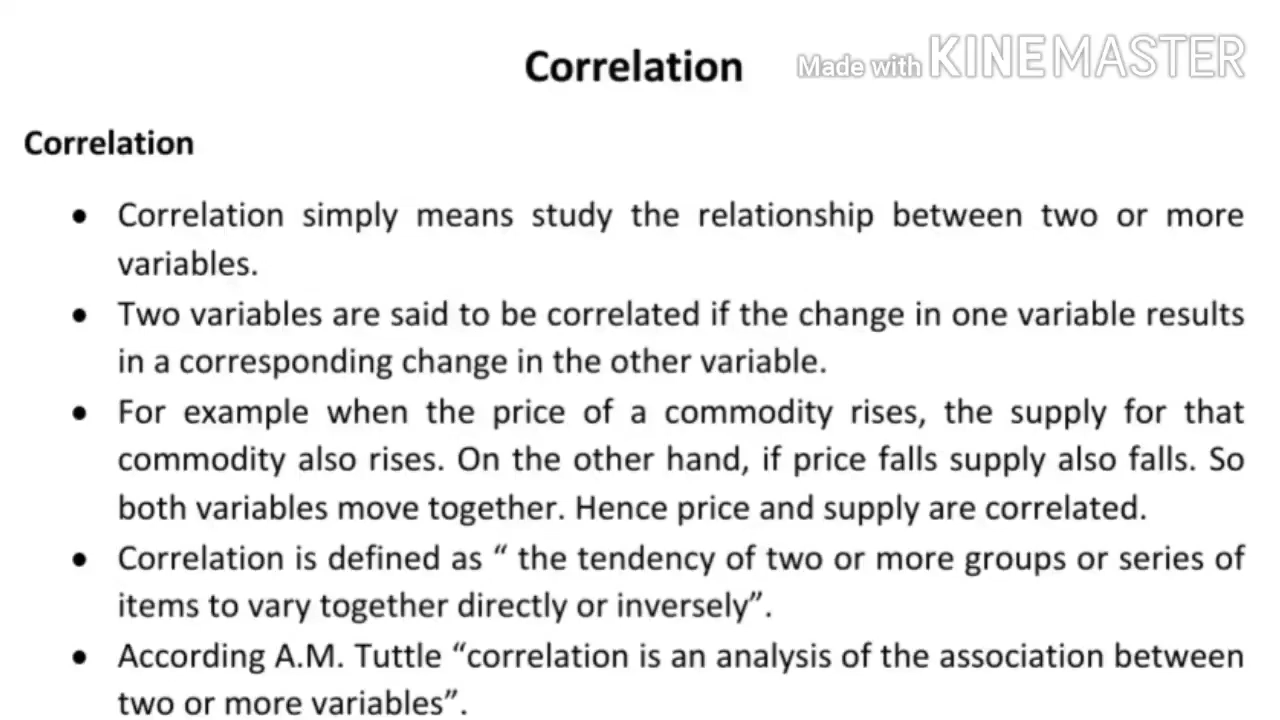 Correlation
Made with KINEMASTER
Correlation
• Correlation simply means study the relationship between two or more
variables.
• Two variables are said to be correlated if the change in one variable results
in a corresponding change in the other variable.
• For example when the price of a commodity rises, the supply for that
commodity also rises. On the other hand, if price falls supply also falls. So
both variables move together. Hence price and supply are correlated.
• Correlation is defined as “ the tendency of two or more groups or series of
items to vary together directly or inversely”.
• According A.M. Tuttle “correlation is an analysis of the association between
two or more variables”.